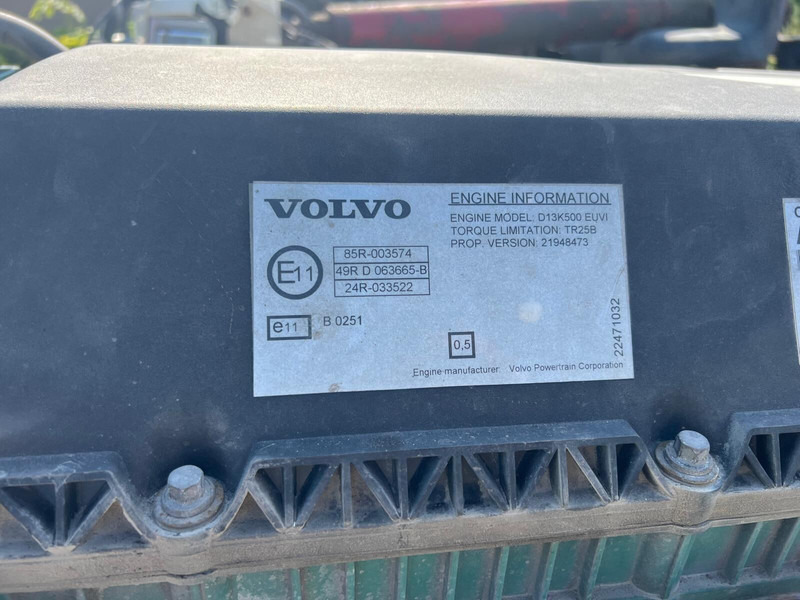 VOLVO
ENGINE INFORMATION
ENGINE MODEL: D13K500 EUVI
TORQUE LIMITATION: TR25B
PROP. VERSION: 21948473
E11
85R-003574
49R D 063665-B
24R-033522
e11 B 0251
0,5
22471032
Engine-manufacturer: Volvo Powertrain Corporation